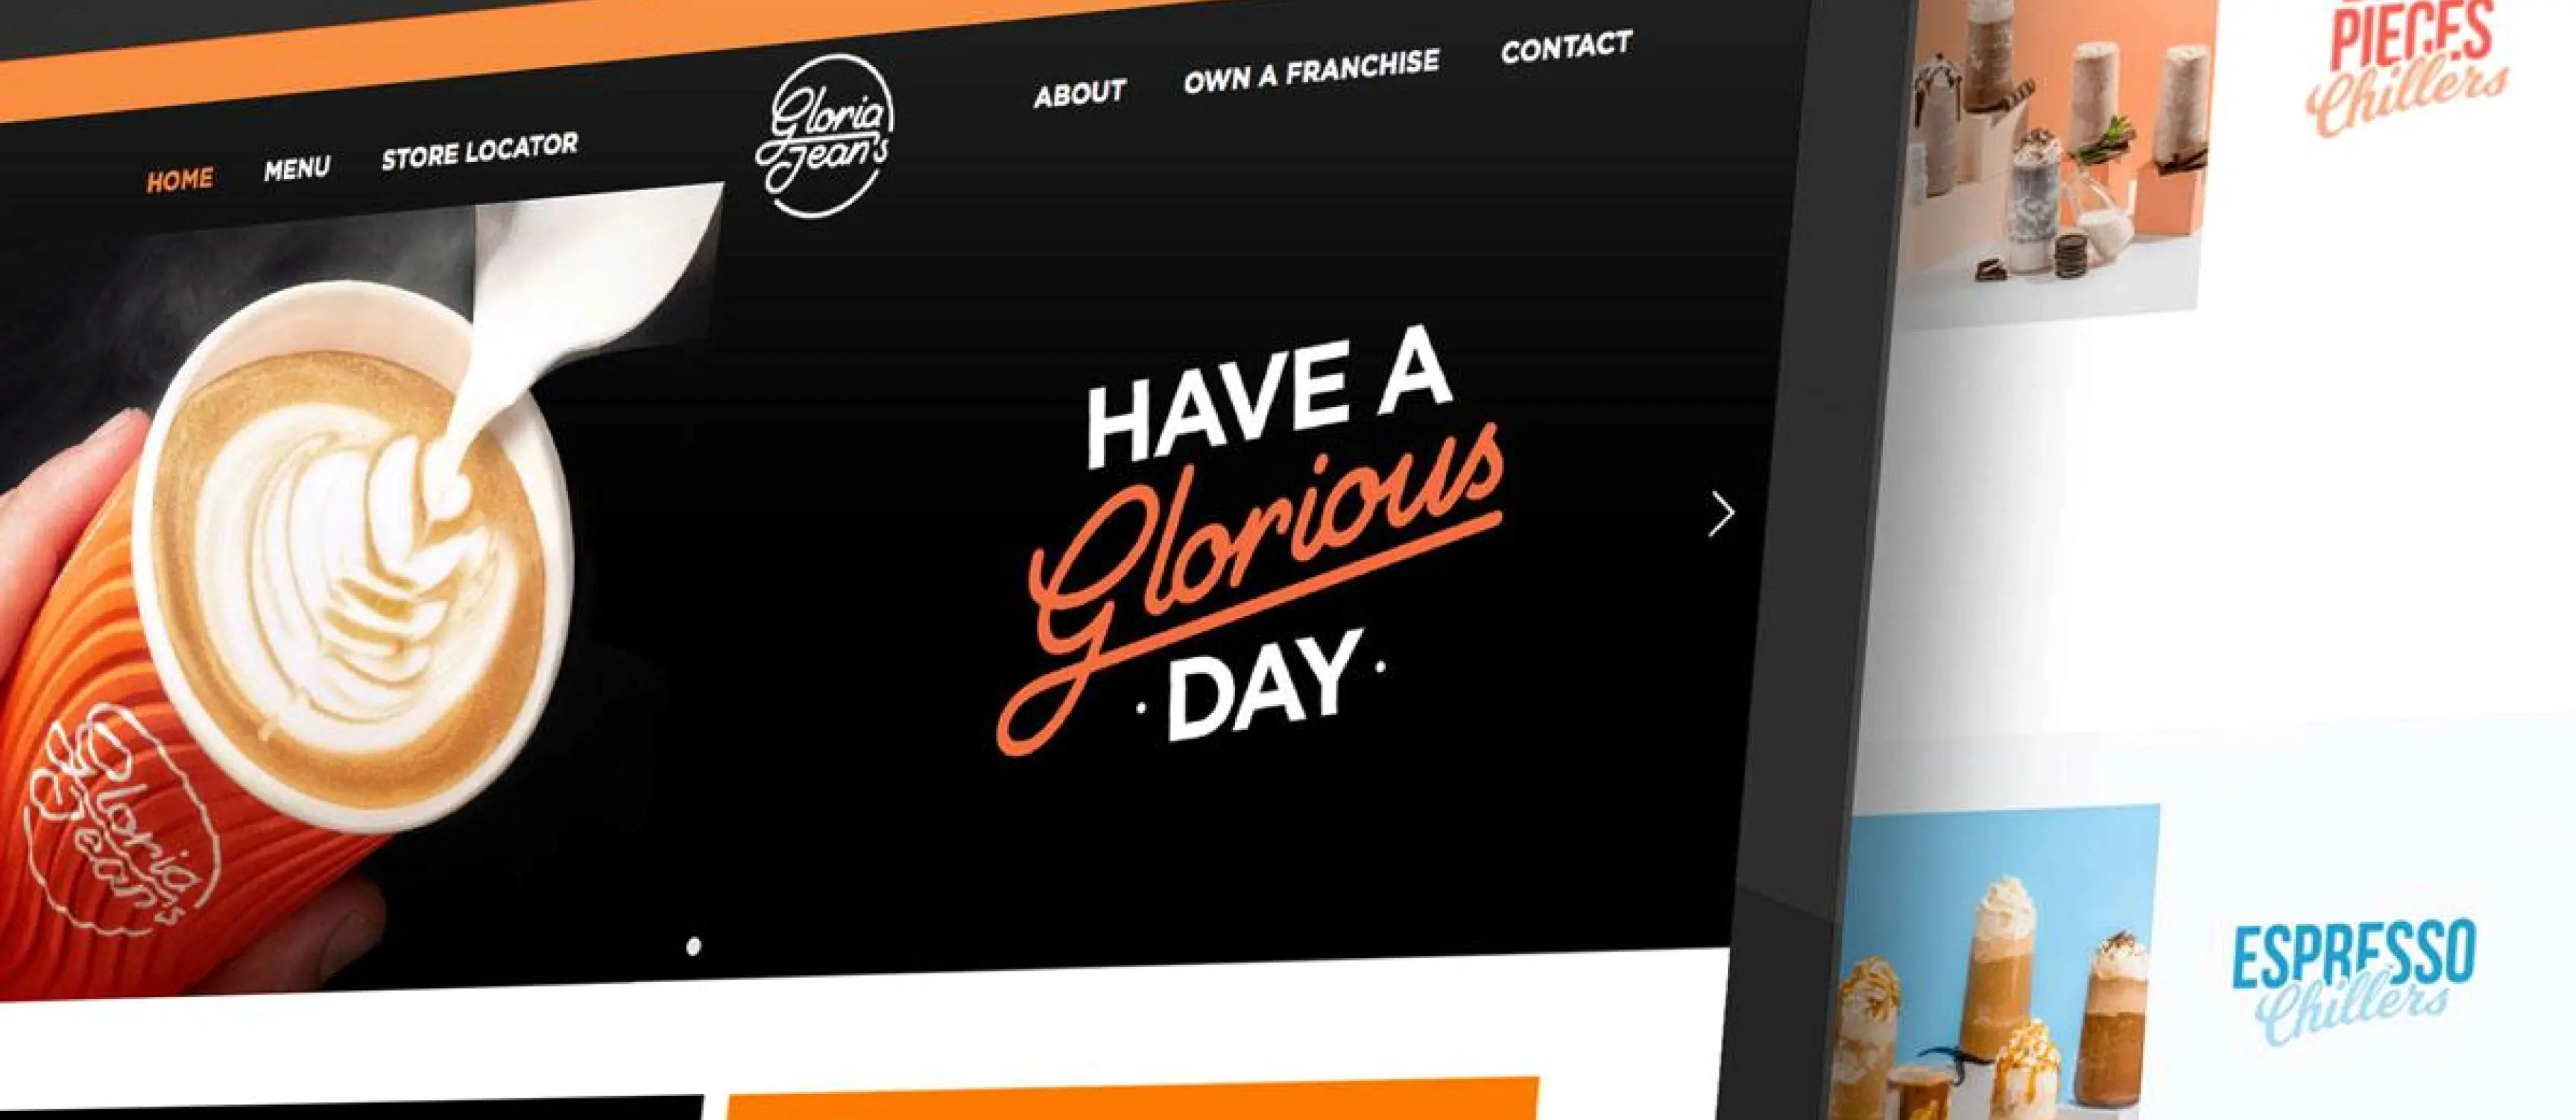 HOME
MENU
STORE LOCATOR
Gloria
Jean's
ABOUT
OWN A FRANCHISE
CONTACT
HAVE A
Glorious
· DAY ·
Gloria
Jean's
PIECES
Chillers
ESPRESSO
Chillers